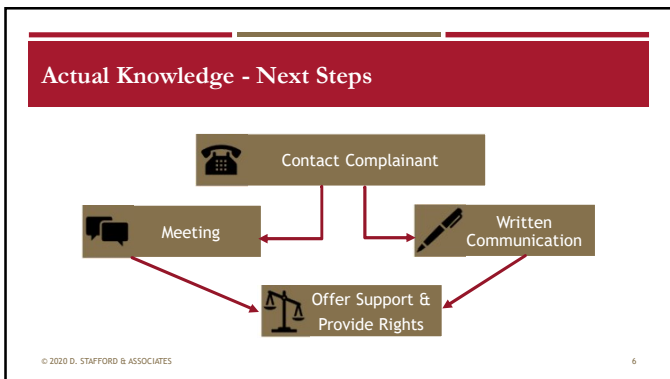 Actual Knowledge - Next Steps
Contact Complainant
Meeting
Written
Communication
Offer Support &
Provide Rights
© 2020 D. STAFFORD & ASSOCIATES
6